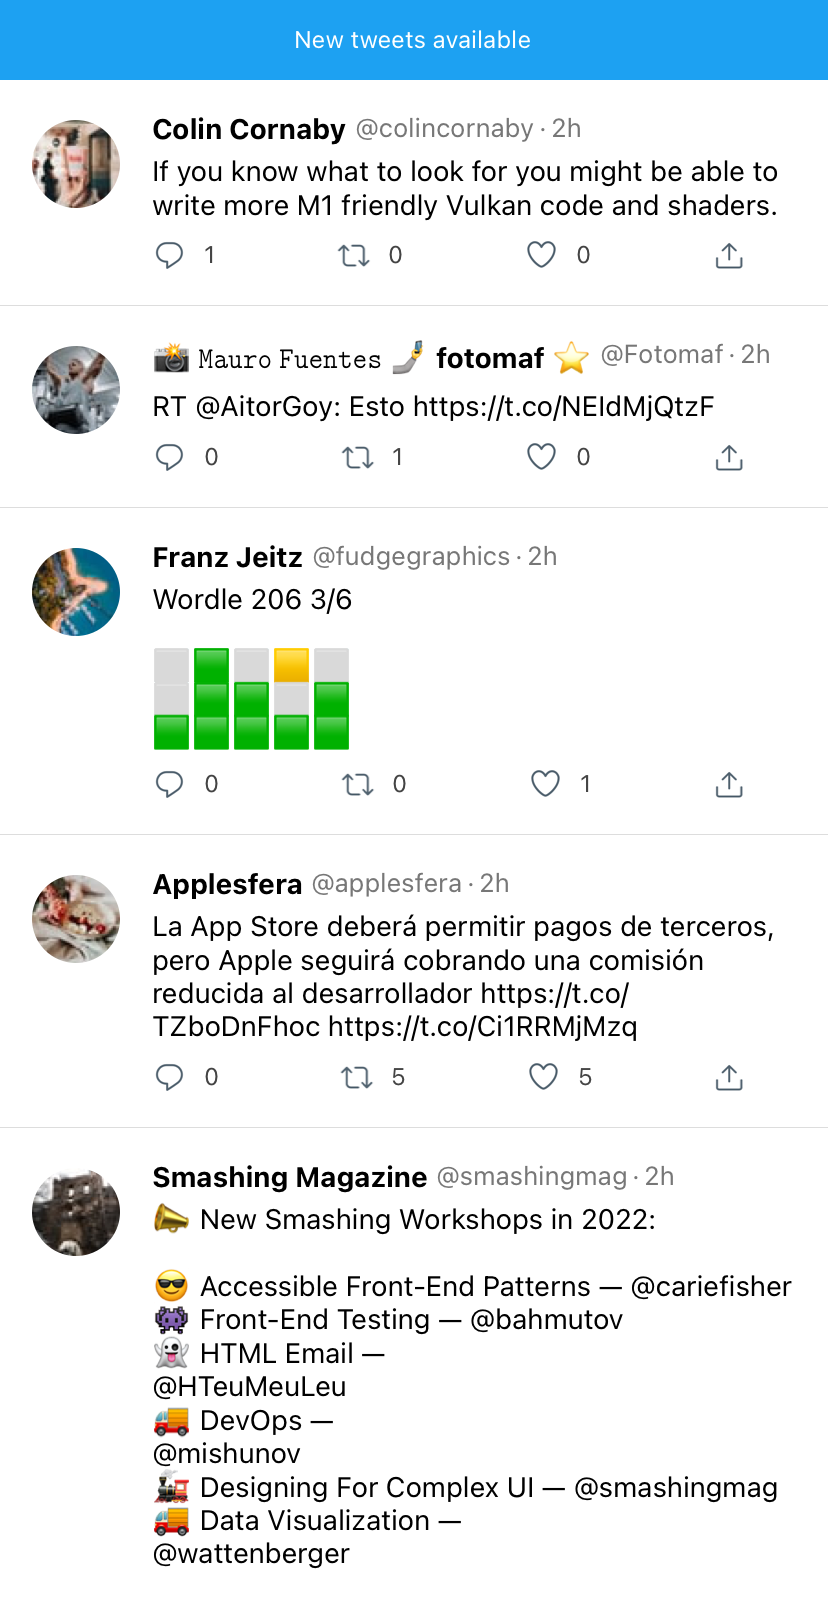 New tweets available
Colin Cornaby @colincornaby · 2h
If you know what to look for you might be able to
write more M1 friendly Vulkan code and shaders.
1 0 0
📸 𝙼𝚊𝚞𝚛𝚘 𝙵𝚞𝚎𝚗𝚝𝚎𝚜 🤳 fotomaf ⭐ @Fotomaf · 2h
RT @AitorGoy: Esto https://t.co/NEIdMjQtzF
0 1 0
Franz Jeitz @fudgegraphics · 2h
Wordle 206 3/6
⬜🟩⬜🟨⬜
⬜🟩🟩⬜🟩
🟩🟩🟩🟩🟩
0 0 1
Applesfera @applesfera · 2h
La App Store deberá permitir pagos de terceros,
pero Apple seguirá cobrando una comisión
reducida al desarrollador https://t.co/
TZboDnFhoc https://t.co/Ci1RRMjMzq
0 5 5
Smashing Magazine @smashingmag · 2h
📣 New Smashing Workshops in 2022:
😎 Accessible Front-End Patterns — @cariefisher
👾 Front-End Testing — @bahmutov
👻 HTML Email —
@HTeuMeuLeu
🚚 DevOps —
@mishunov
🚂 Designing For Complex UI — @smashingmag
🚚 Data Visualization —
@wattenberger